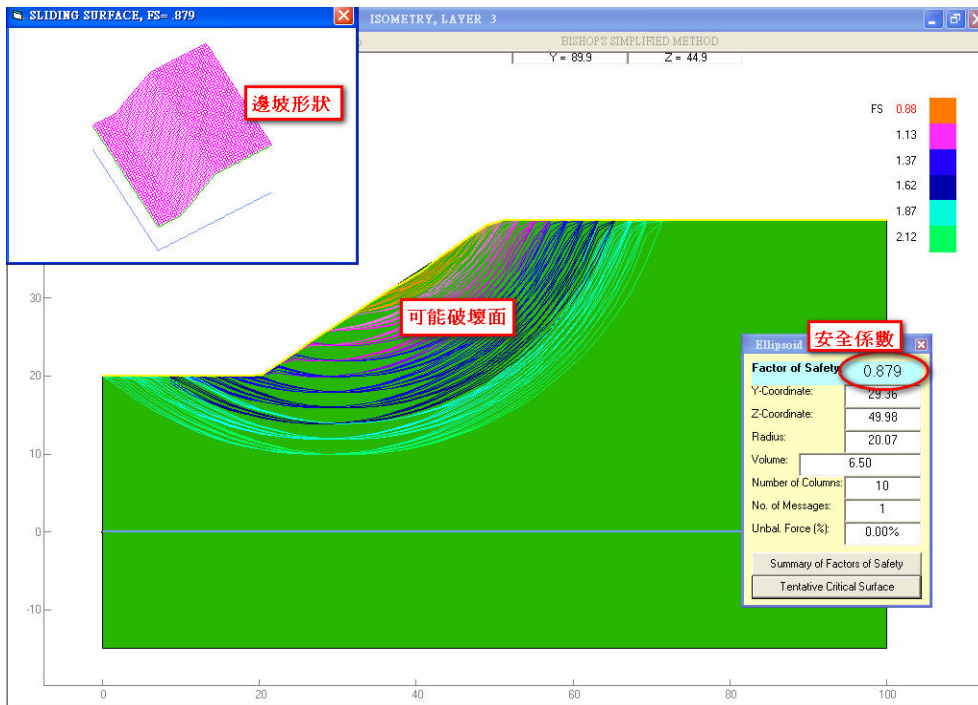 SLIDING SURFACE, FS= .879
ISOMETRY, LAYER 3
BISHOP'S SIMPLIFIED METHOD
Y = 89.9
Z = 44.9
邊坡形狀
FS 0.88
1.13
1.37
1.62
1.87
2.12
可能破壞面
安全係數
Ellipsoid
Factor of Safety: 0.879
Y-Coordinate: 29.36
Z-Coordinate: 49.98
Radius: 20.07
Volume: 6.50
Number of Columns: 10
No. of Messages: 1
Unbal. Force (%): 0.00%
Summary of Factors of Safety
Tentative Critical Surface
30
20
10
0
-10
0 20 40 60 80 100